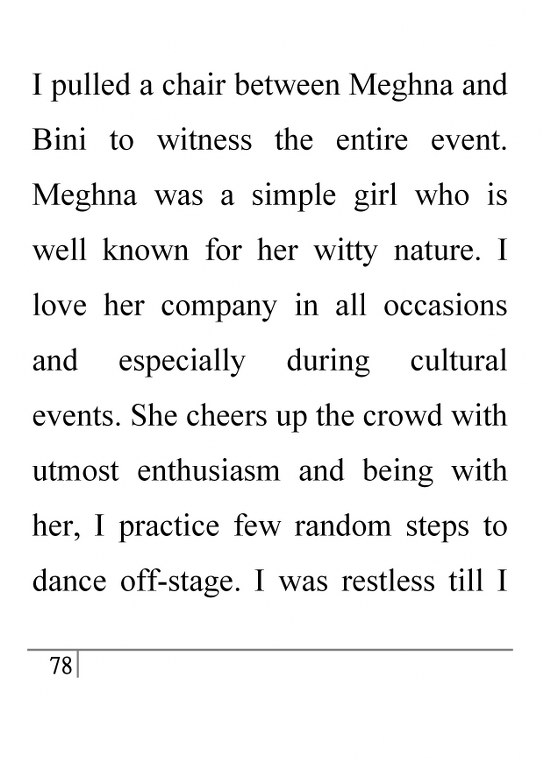 I pulled a chair between Meghna and
Bini to witness the entire event.
Meghna was a simple girl who is
well known for her witty nature. I
love her company in all occasions
and especially during cultural
events. She cheers up the crowd with
utmost enthusiasm and being with
her, I practice few random steps to
dance off-stage. I was restless till I
78